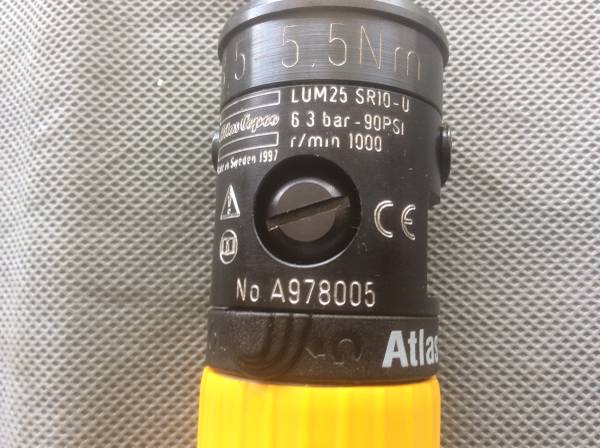 5 5.5Nm
LUM25 SR10-U
6.3 bar-90PSI
r/min 1000
Atlas Copco
Made in Sweden 1997
CE
No A978005
Atlas